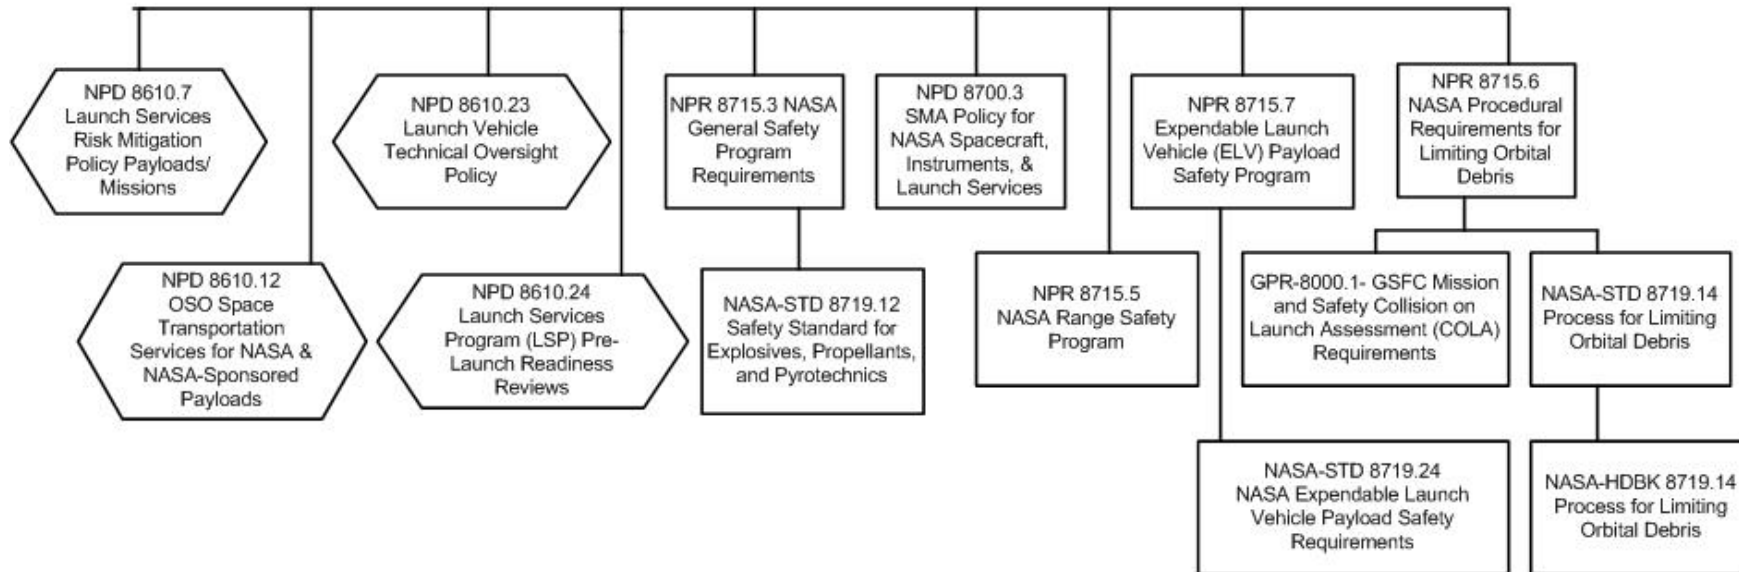 NPD 8610.7
Launch Services
Risk Mitigation
Policy Payloads/
Missions
NPD 8610.23
Launch Vehicle
Technical Oversight
Policy
NPR 8715.3 NASA
General Safety
Program
Requirements
NPD 8700.3
SMA Policy for
NASA Spacecraft,
Instruments, &
Launch Services
NPR 8715.7
Expendable Launch
Vehicle (ELV) Payload
Safety Program
NPR 8715.6
NASA Procedural
Requirements for
Limiting Orbital
Debris
NPD 8610.12
OSO Space
Transportation
Services for NASA &
NASA-Sponsored
Payloads
NPD 8610.24
Launch Services
Program (LSP) Pre-
Launch Readiness
Reviews
NASA-STD 8719.12
Safety Standard for
Explosives, Propellants,
and Pyrotechnics
NPR 8715.5
NASA Range Safety
Program
GPR-8000.1- GSFC Mission
and Safety Collision on
Launch Assessment (COLA)
Requirements
NASA-STD 8719.14
Process for Limiting
Orbital Debris
NASA-STD 8719.24
NASA Expendable Launch
Vehicle Payload Safety
Requirements
NASA-HDBK 8719.14
Process for Limiting
Orbital Debris